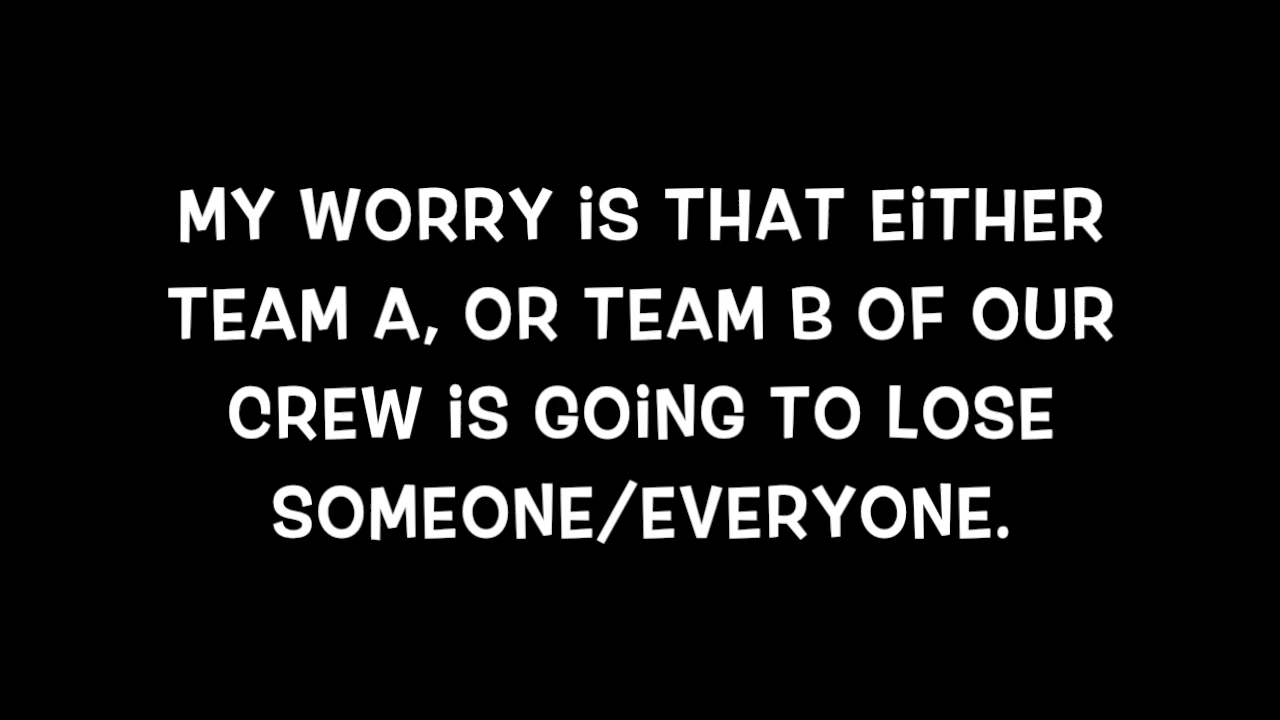 MY WORRY iS THAT EiTHER
TEAM A, OR TEAM B OF OUR
CREW iS GOiNG TO LOSE
SOMEONE/EVERYONE.